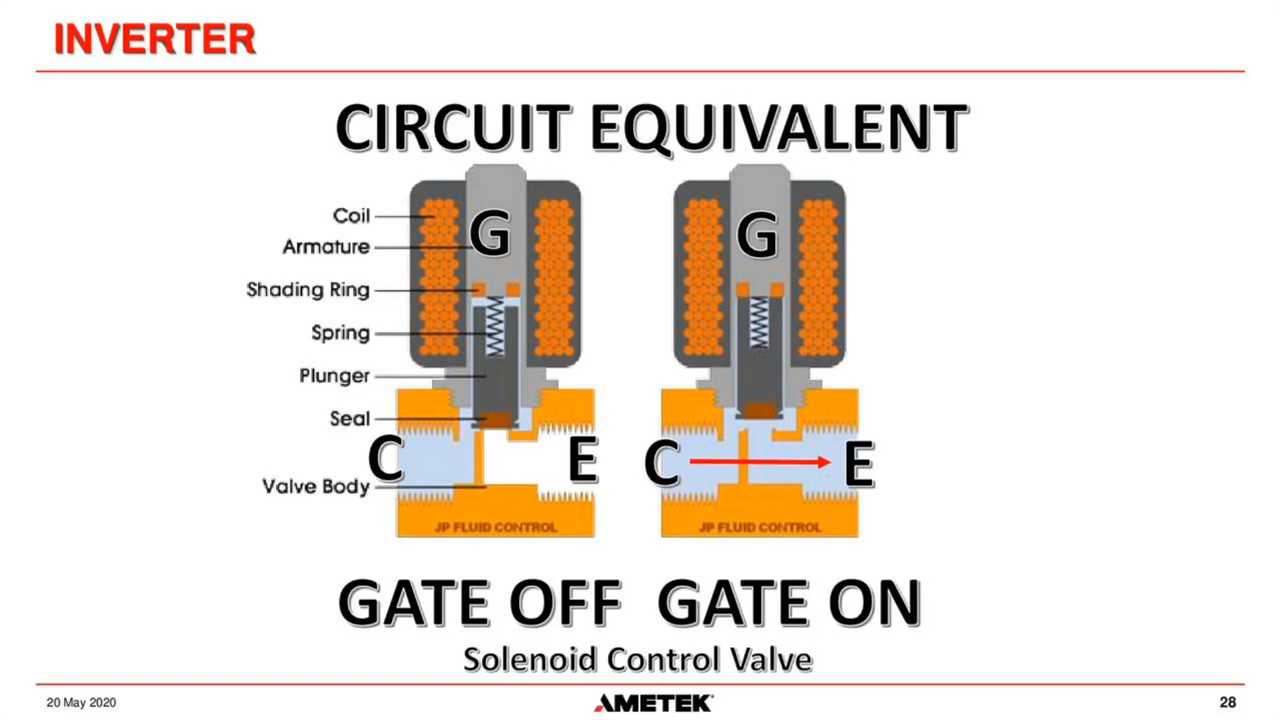 INVERTER
CIRCUIT EQUIVALENT
Coil
Armature
Shading Ring
Spring
Plunger
Seal
Valve Body
G
G
C
E
C
E
JP FLUID CONTROL
JP FLUID CONTROL
GATE OFF GATE ON
Solenoid Control Valve
20 May 2020
AMETEK
28